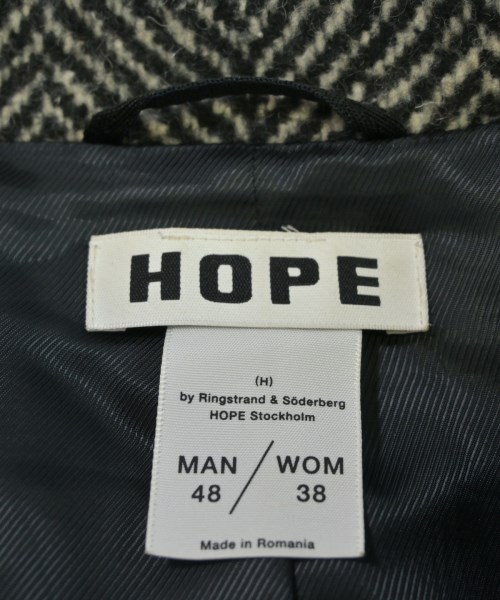 HOPE
(H)
by Ringstrand & Söderberg
HOPE Stockholm
MAN / WOM
48 38
Made in Romania